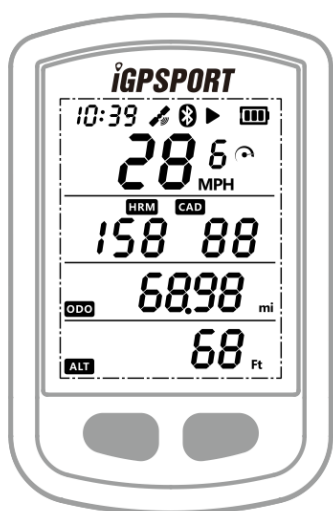 iGPSPORT
10:39
28 6
MPH
HRM CAD
158 88
ODO 68.98 mi
ALT 68 Ft